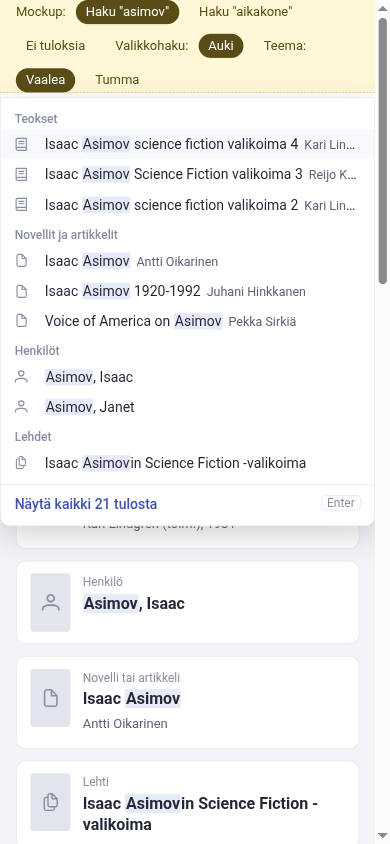 Mockup: Haku "asimov" Haku "aikakone"
Ei tuloksia Valikkohaku: Auki Teema:
Vaalea Tumma
Teokset
Isaac Asimov science fiction valikoima 4 Kari Lin…
Isaac Asimov Science Fiction valikoima 3 Reijo K…
Isaac Asimov science fiction valikoima 2 Kari Lin…
Novellit ja artikkelit
Isaac Asimov Antti Oikarinen
Isaac Asimov 1920-1992 Juhani Hinkkanen
Voice of America on Asimov Pekka Sirkiä
Henkilöt
Asimov, Isaac
Asimov, Janet
Lehdet
Isaac Asimovin Science Fiction -valikoima
Näytä kaikki 21 tulosta Enter
Henkilö
Asimov, Isaac
Novelli tai artikkeli
Isaac Asimov
Antti Oikarinen
Lehti
Isaac Asimovin Science Fiction -
valikoima